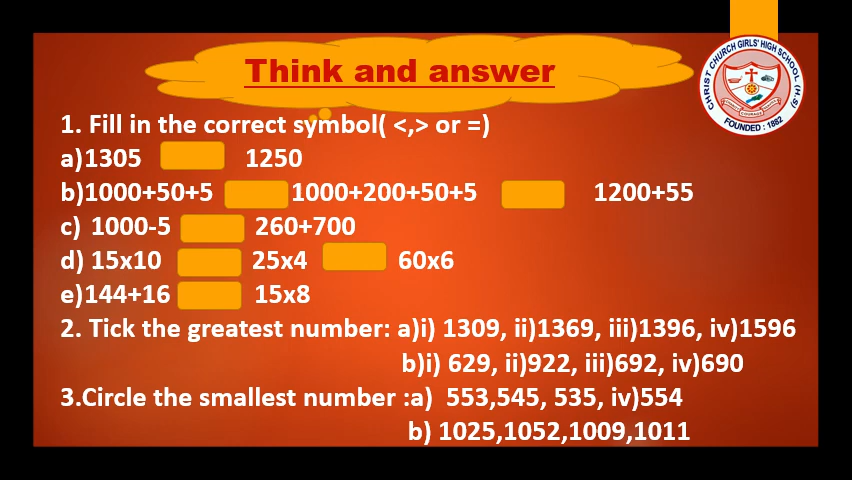 Think and answer
CHRIST CHURCH GIRLS' HIGH SCHOOL (H.S)
FOUNDED : 1882
1. Fill in the correct symbol( <,> or =)
a)1305 1250
b)1000+50+5 1000+200+50+5 1200+55
c) 1000-5 260+700
d) 15x10 25x4 60x6
e)144+16 15x8
2. Tick the greatest number: a)i) 1309, ii)1369, iii)1396, iv)1596
b)i) 629, ii)922, iii)692, iv)690
3.Circle the smallest number :a) 553,545, 535, iv)554
b) 1025,1052,1009,1011